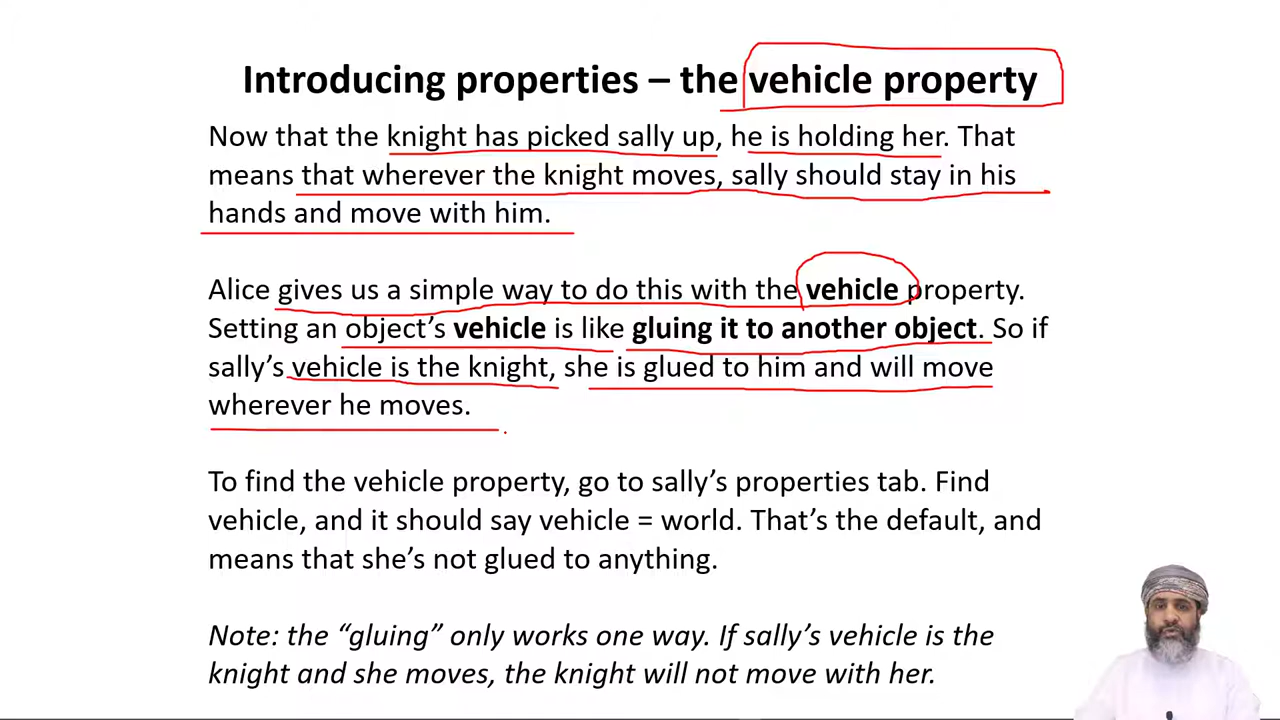 Introducing properties – the vehicle property
Now that the knight has picked sally up, he is holding her. That
means that wherever the knight moves, sally should stay in his
hands and move with him.
Alice gives us a simple way to do this with the vehicle property.
Setting an object’s vehicle is like gluing it to another object. So if
sally’s vehicle is the knight, she is glued to him and will move
wherever he moves.
To find the vehicle property, go to sally’s properties tab. Find
vehicle, and it should say vehicle = world. That’s the default, and
means that she’s not glued to anything.
Note: the “gluing” only works one way. If sally’s vehicle is the
knight and she moves, the knight will not move with her.